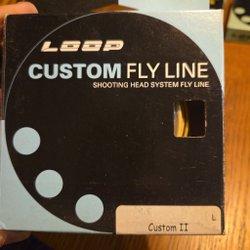 LOOP
CUSTOM FLY LINE
SHOOTING HEAD SYSTEM FLY LINE
L
Custom II